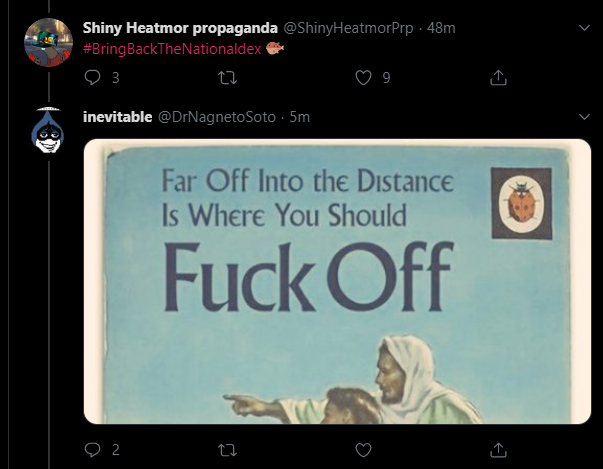 Shiny Heatmor propaganda @ShinyHeatmorPrp · 48m
#BringBackTheNationaldex
3
9
inevitable @DrNagnetoSoto · 5m
Far Off Into the Distance
Is Where You Should
Fuck Off
2